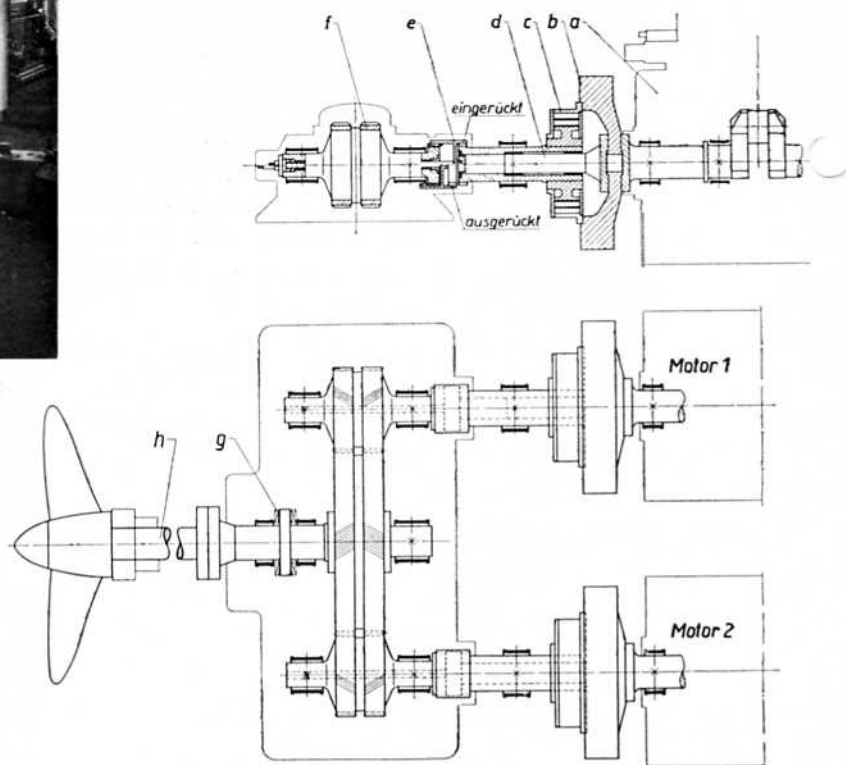 f e d c b a
eingerückt
ausgerückt
Motor 1
h g
Motor 2